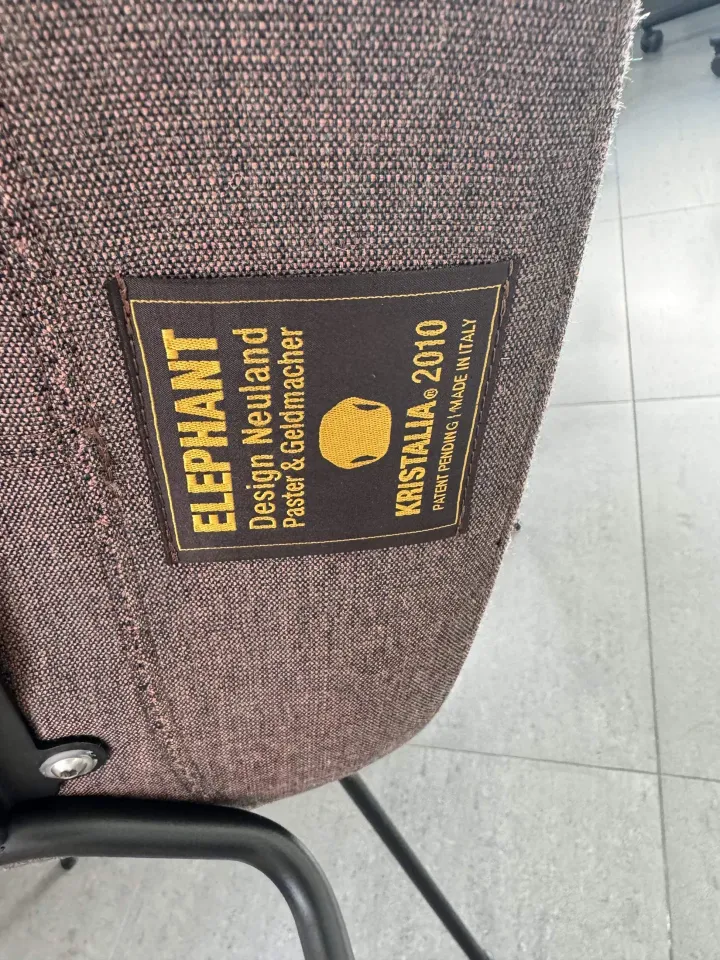 ELEPHANT
Design Neuland
Paster & Geldmacher
KRISTALIA® 2010
PATENT PENDING | MADE IN ITALY